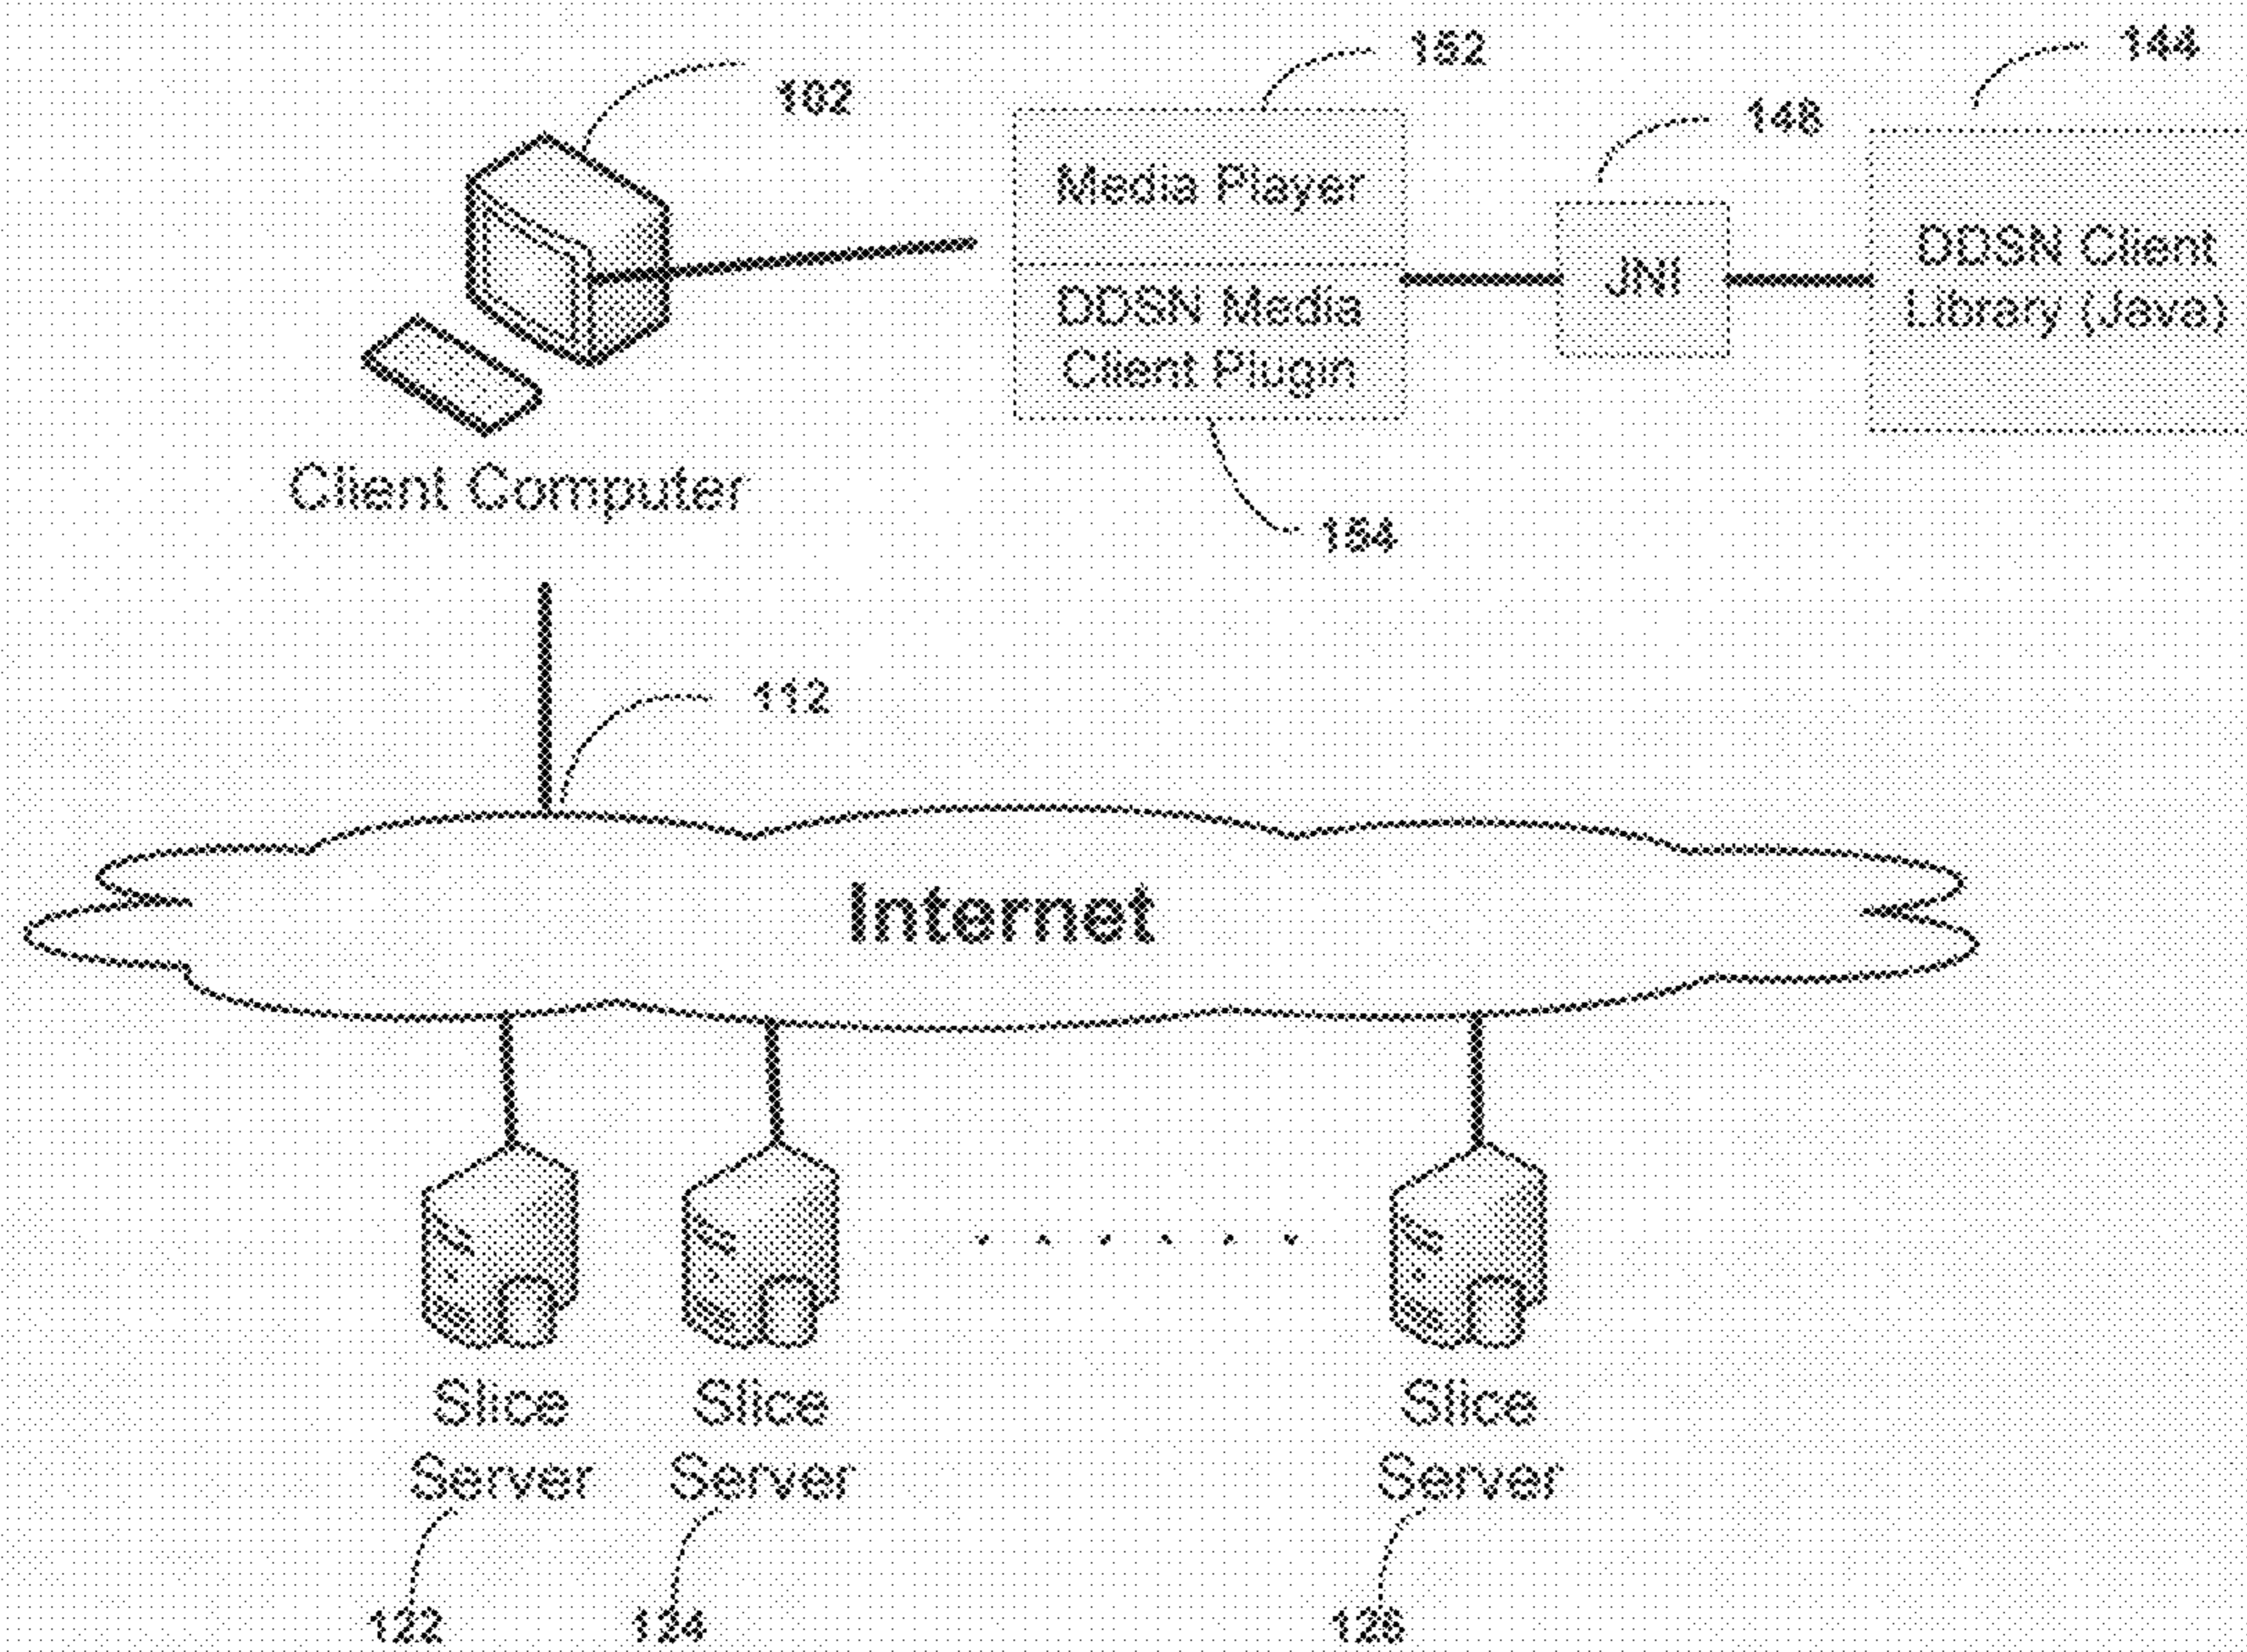 102
152
144
148
Media Player
JNI
DDSN Client
Library (Java)
DDSN Media
Client Plugin
Client Computer
154
112
Internet
Slice
Server
Slice
Server
Slice
Server
122
124